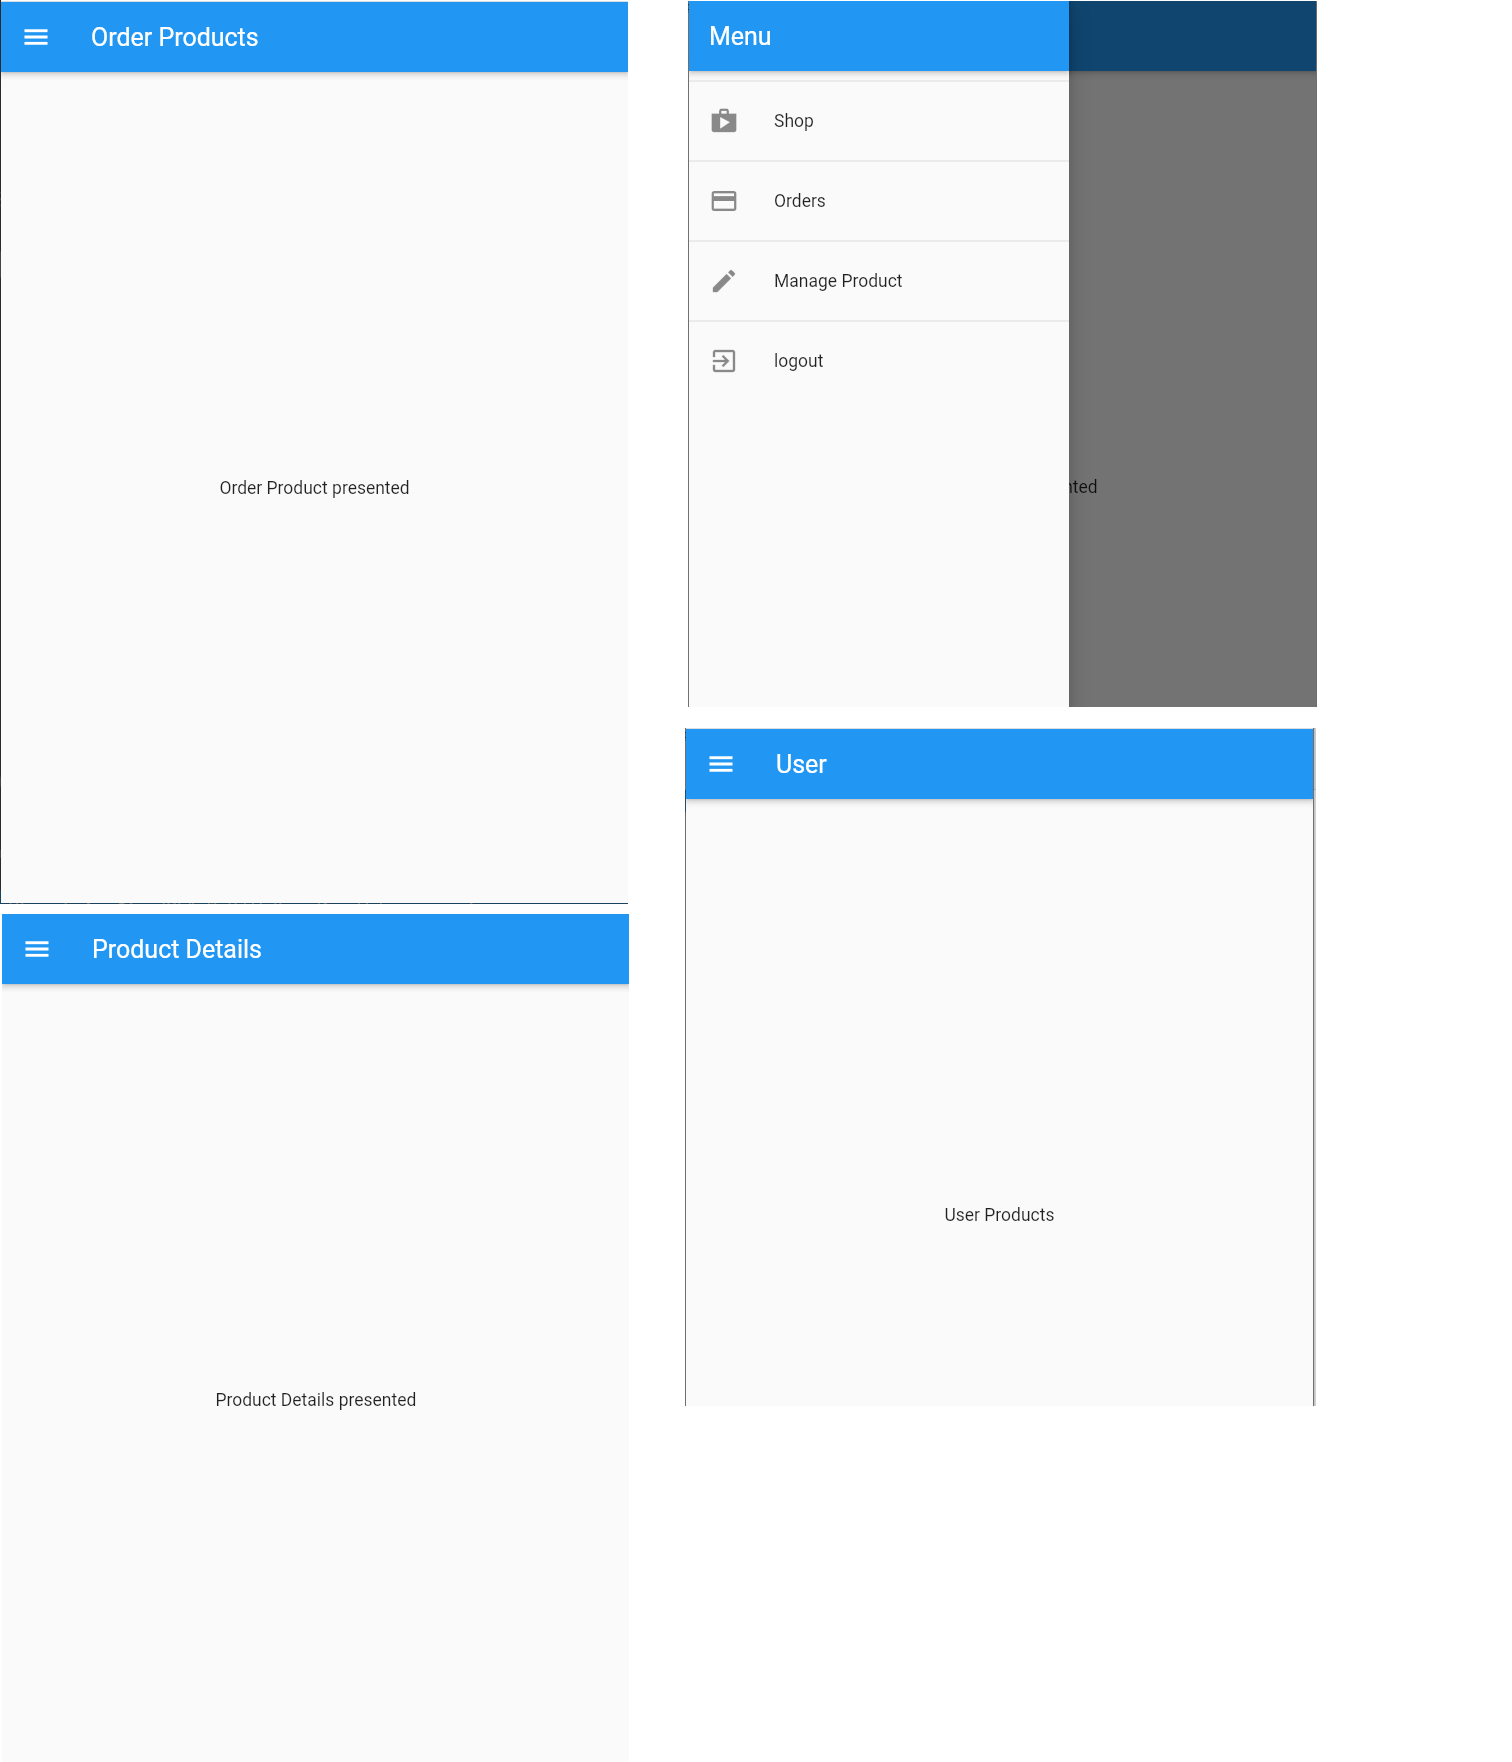 Order Products
Order Product presented
Menu
Shop
Orders
Manage Product
logout
nted
User
User Products
Product Details
Product Details presented